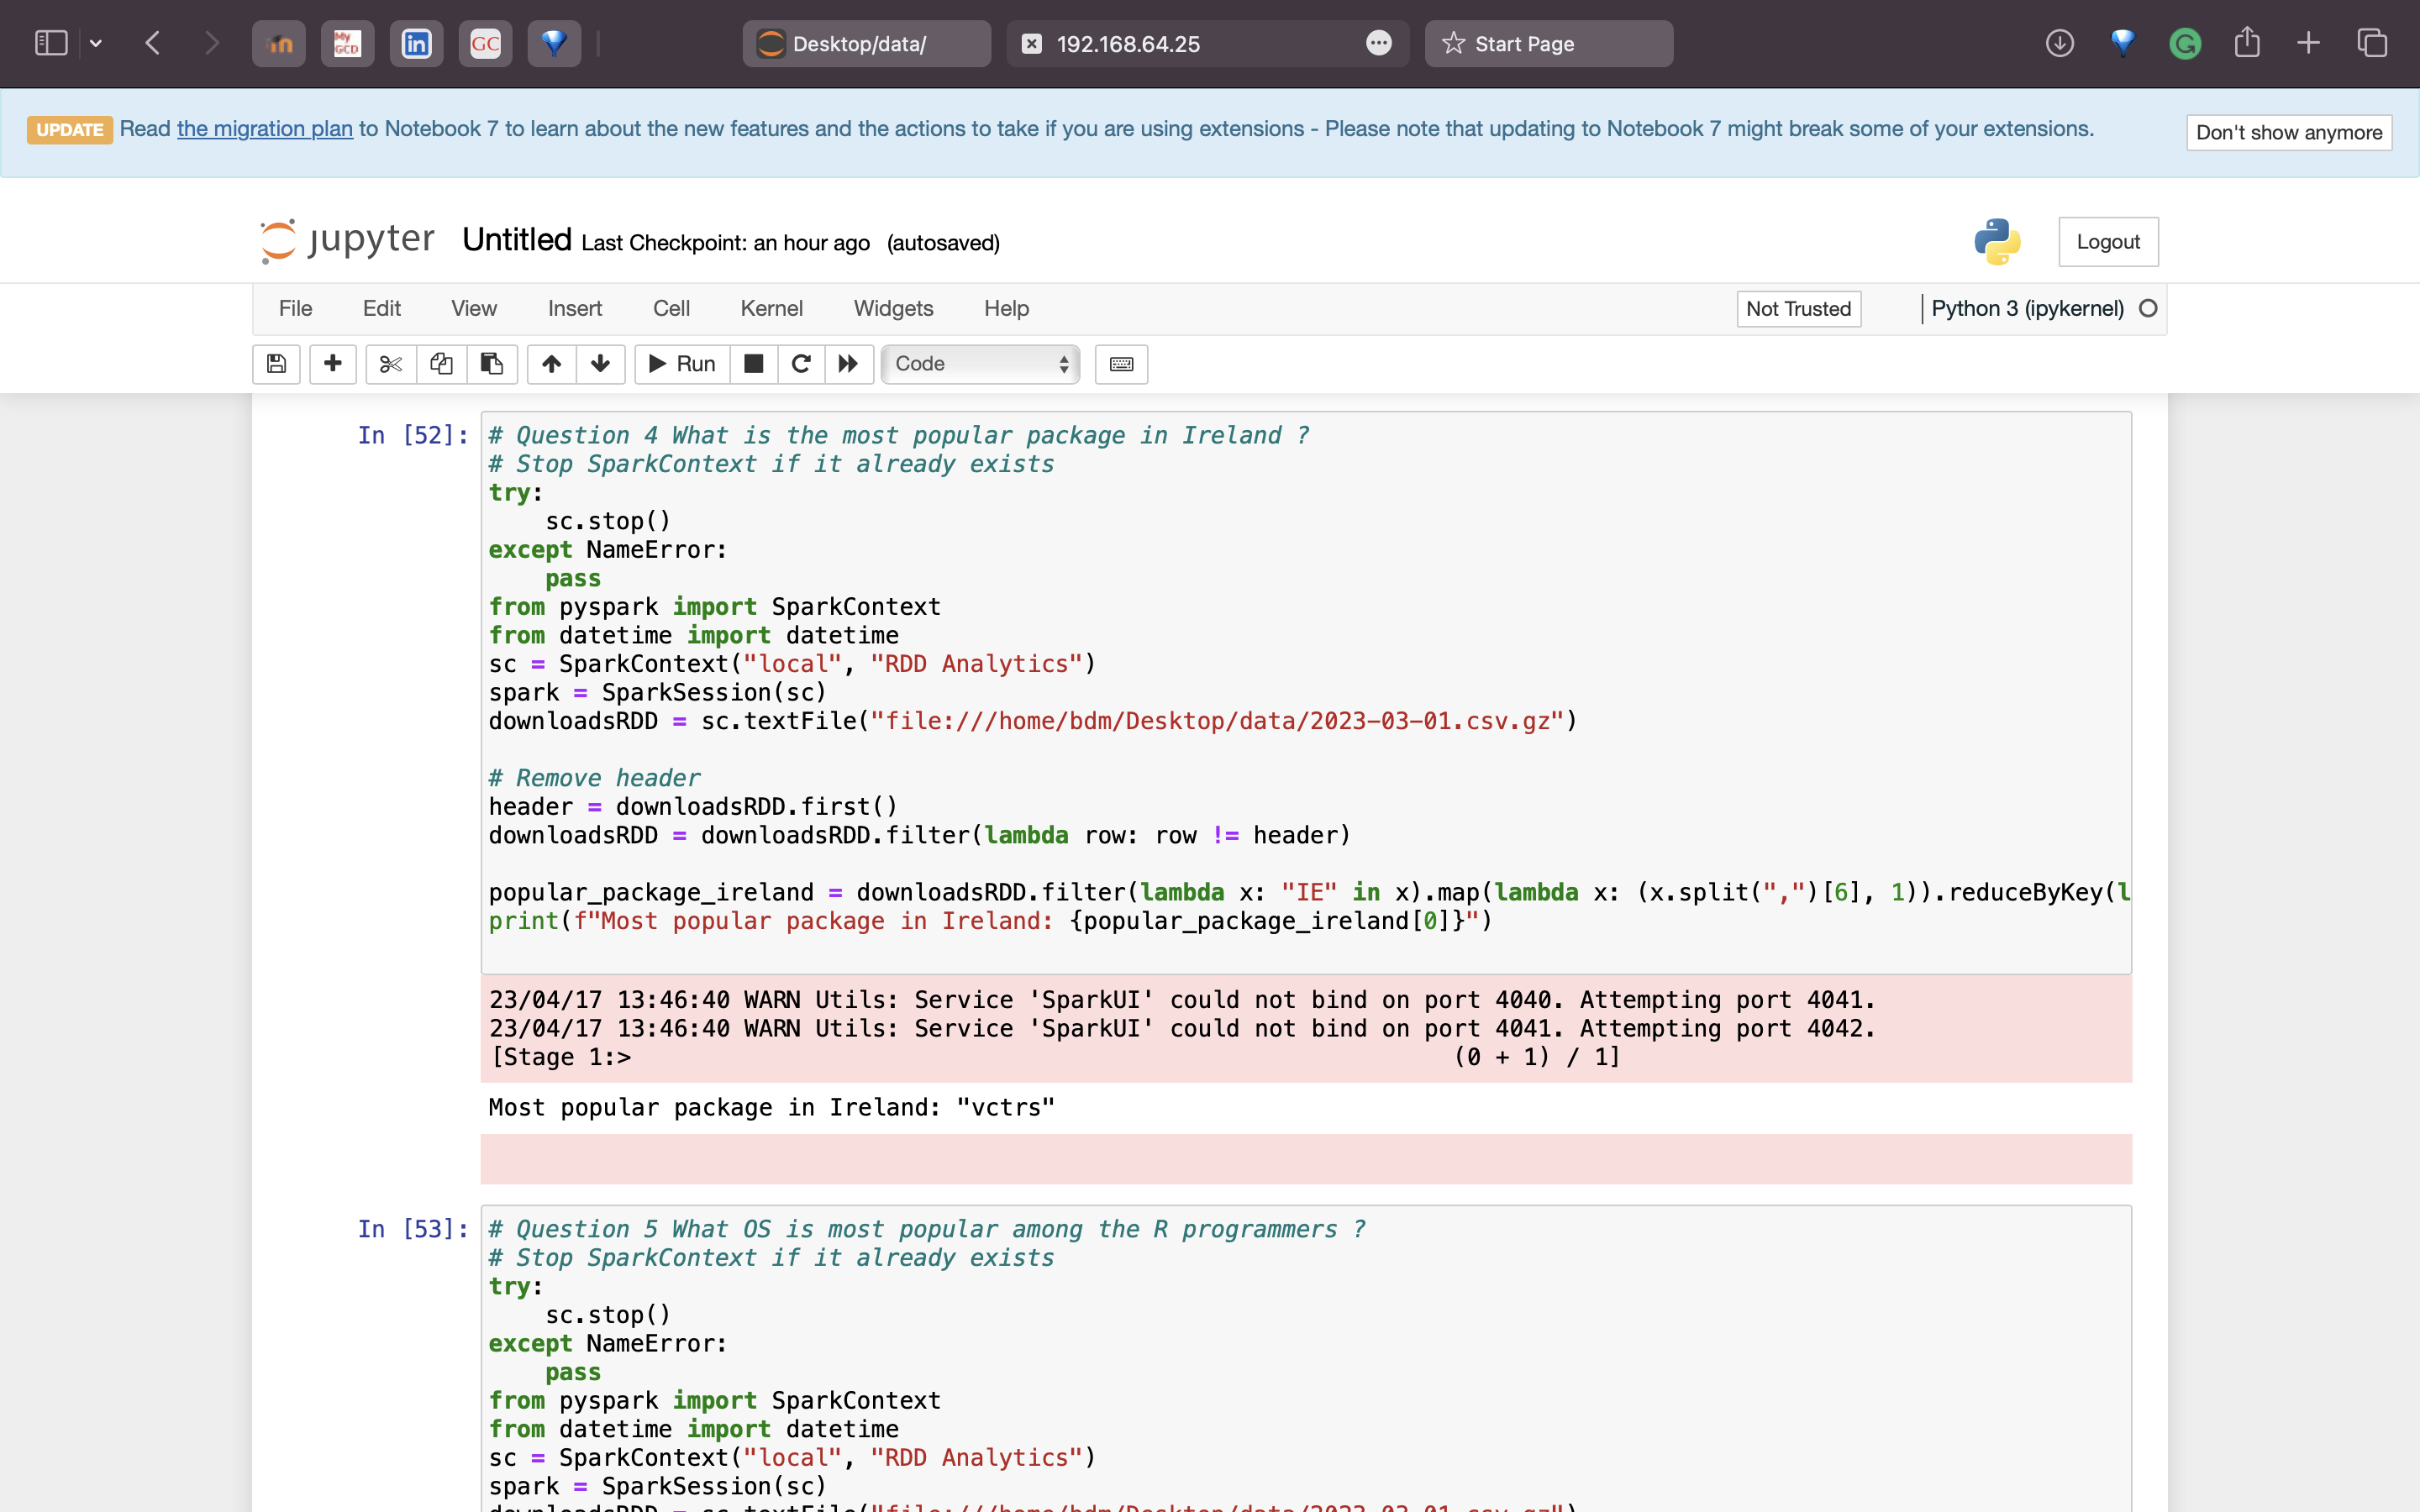 My GCD
in
GC
Desktop/data/
192.168.64.25
Start Page
UPDATE Read the migration plan to Notebook 7 to learn about the new features and the actions to take if you are using extensions - Please note that updating to Notebook 7 might break some of your extensions.
Don't show anymore
jupyter Untitled Last Checkpoint: an hour ago (autosaved)
Logout
File Edit View Insert Cell Kernel Widgets Help
Not Trusted
Python 3 (ipykernel)
Run
Code
In [52]:
# Question 4 What is the most popular package in Ireland ?
# Stop SparkContext if it already exists
try:
    sc.stop()
except NameError:
    pass
from pyspark import SparkContext
from datetime import datetime
sc = SparkContext("local", "RDD Analytics")
spark = SparkSession(sc)
downloadsRDD = sc.textFile("file:///home/bdm/Desktop/data/2023-03-01.csv.gz")
# Remove header
header = downloadsRDD.first()
downloadsRDD = downloadsRDD.filter(lambda row: row != header)
popular_package_ireland = downloadsRDD.filter(lambda x: "IE" in x).map(lambda x: (x.split(",")[6], 1)).reduceByKey(l
print(f"Most popular package in Ireland: {popular_package_ireland[0]}")
23/04/17 13:46:40 WARN Utils: Service 'SparkUI' could not bind on port 4040. Attempting port 4041.
23/04/17 13:46:40 WARN Utils: Service 'SparkUI' could not bind on port 4041. Attempting port 4042.
[Stage 1:> (0 + 1) / 1]
Most popular package in Ireland: "vctrs"
In [53]:
# Question 5 What OS is most popular among the R programmers ?
# Stop SparkContext if it already exists
try:
    sc.stop()
except NameError:
    pass
from pyspark import SparkContext
from datetime import datetime
sc = SparkContext("local", "RDD Analytics")
spark = SparkSession(sc)